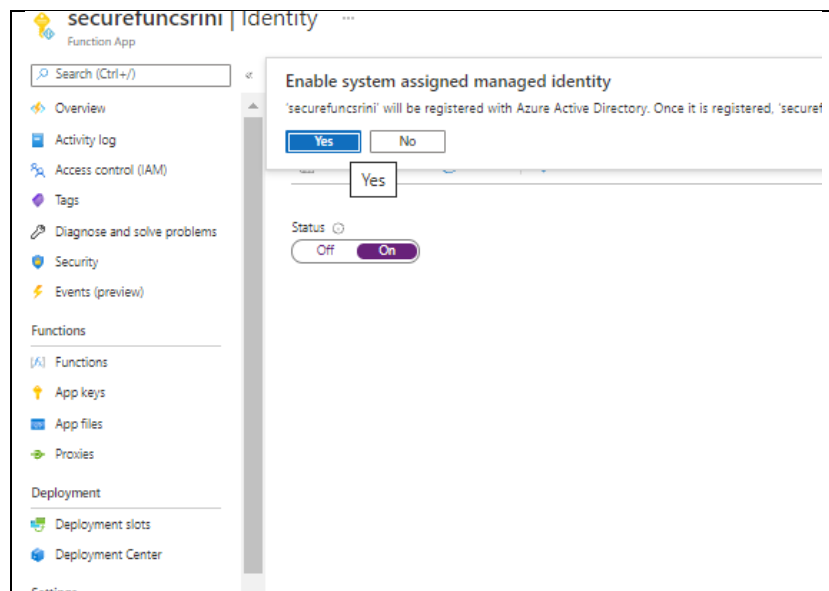 securefuncsrini | Identity ...
Function App
Search (Ctrl+/)
«
Overview
Activity log
Access control (IAM)
Tags
Diagnose and solve problems
Security
Events (preview)
Functions
Functions
App keys
App files
Proxies
Deployment
Deployment slots
Deployment Center
Settings
Enable system assigned managed identity
'securefuncsrini' will be registered with Azure Active Directory. Once it is registered, 'securef
Yes No
Yes
Status
Off On